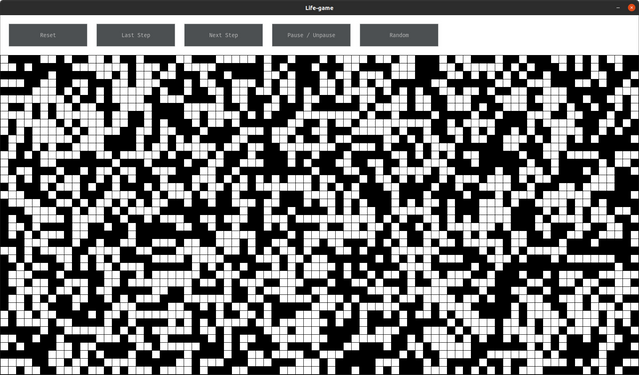 Life-game
Reset
Last Step
Next Step
Pause / Unpause
Random